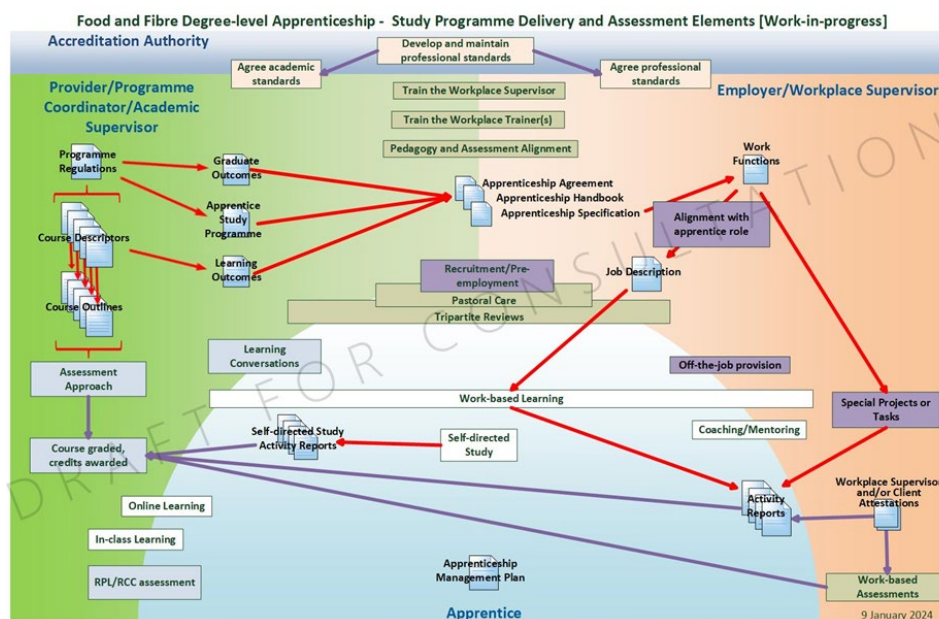 Food and Fibre Degree-level Apprenticeship - Study Programme Delivery and Assessment Elements [Work-in-progress]
Accreditation Authority
Develop and maintain
professional standards
Agree academic
standards
Agree professional
standards
Provider/Programme
Coordinator/Academic
Supervisor
Train the Workplace Supervisor
Employer/Workplace Supervisor
Train the Workplace Trainer(s)
Pedagogy and Assessment Alignment
Programme
Regulations
Graduate
Outcomes
Work
Functions
Apprenticeship Agreement
Apprenticeship Handbook
Apprenticeship Specification
Apprentice
Study
Programme
Alignment with
apprentice role
Course Descriptors
Learning
Outcomes
Job Description
Recruitment/Pre-
employment
Pastoral Care
Tripartite Reviews
Course Outlines
Learning
Conversations
Assessment
Approach
Off-the-job provision
Work-based Learning
Special Projects or
Tasks
Self-directed Study
Activity Reports
Self-directed
Study
Coaching/Mentoring
Course graded,
credits awarded
Workplace Supervisor
and/or Client
Attestations
Activity
Reports
Online Learning
In-class Learning
RPL/RCC assessment
Apprenticeship
Management Plan
Work-based
Assessments
Apprentice
9 January 2024
DRAFT FOR CONSULTATION